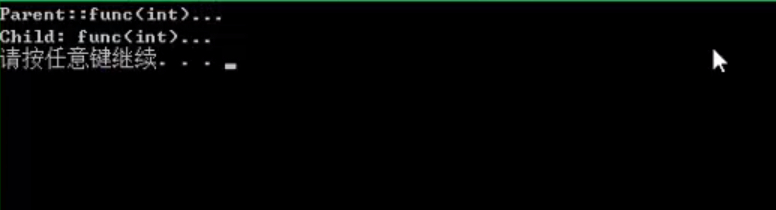 Parent::func(int)...
Child: func(int)...
请按任意键继续. . .